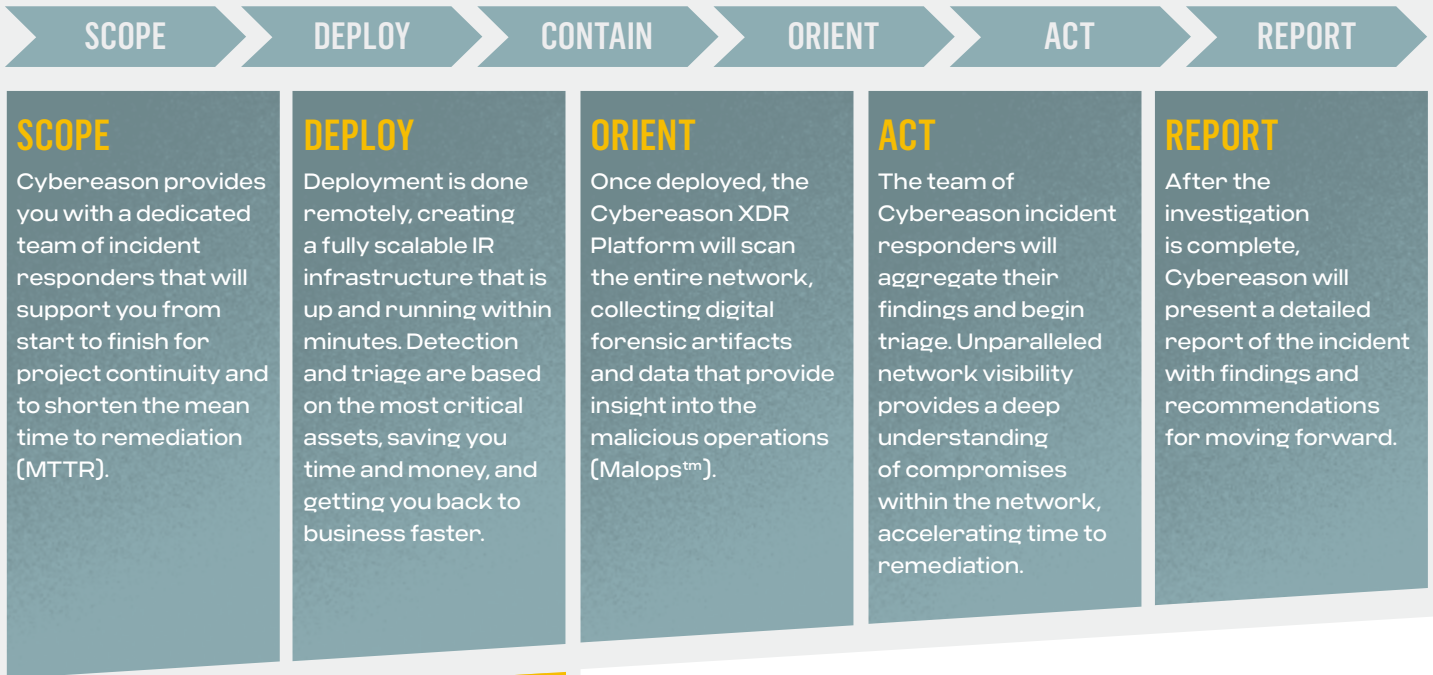 SCOPE
DEPLOY
CONTAIN
ORIENT
ACT
REPORT
SCOPE
Cybereason provides
you with a dedicated
team of incident
responders that will
support you from
start to finish for
project continuity and
to shorten the mean
time to remediation
(MTTR).
DEPLOY
Deployment is done
remotely, creating
a fully scalable IR
infrastructure that is
up and running within
minutes. Detection
and triage are based
on the most critical
assets, saving you
time and money, and
getting you back to
business faster.
ORIENT
Once deployed, the
Cybereason XDR
Platform will scan
the entire network,
collecting digital
forensic artifacts
and data that provide
insight into the
malicious operations
(Malops™).
ACT
The team of
Cybereason incident
responders will
aggregate their
findings and begin
triage. Unparalleled
network visibility
provides a deep
understanding
of compromises
within the network,
accelerating time to
remediation.
REPORT
After the
investigation
is complete,
Cybereason will
present a detailed
report of the incident
with findings and
recommendations
for moving forward.